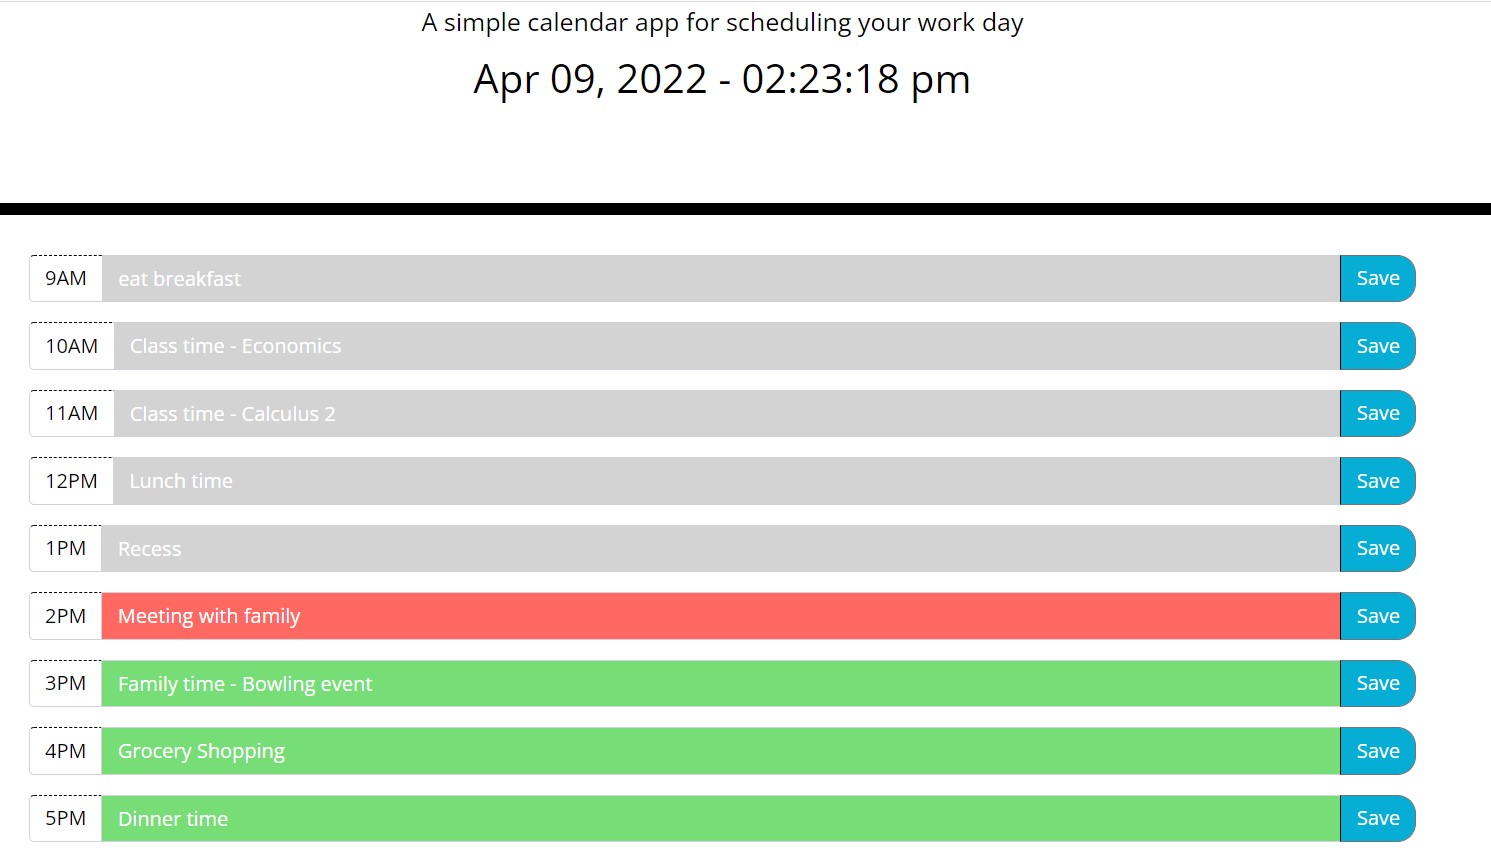 A simple calendar app for scheduling your work day
Apr 09, 2022 - 02:23:18 pm
9AM eat breakfast Save
10AM Class time - Economics Save
11AM Class time - Calculus 2 Save
12PM Lunch time Save
1PM Recess Save
2PM Meeting with family Save
3PM Family time - Bowling event Save
4PM Grocery Shopping Save
5PM Dinner time Save